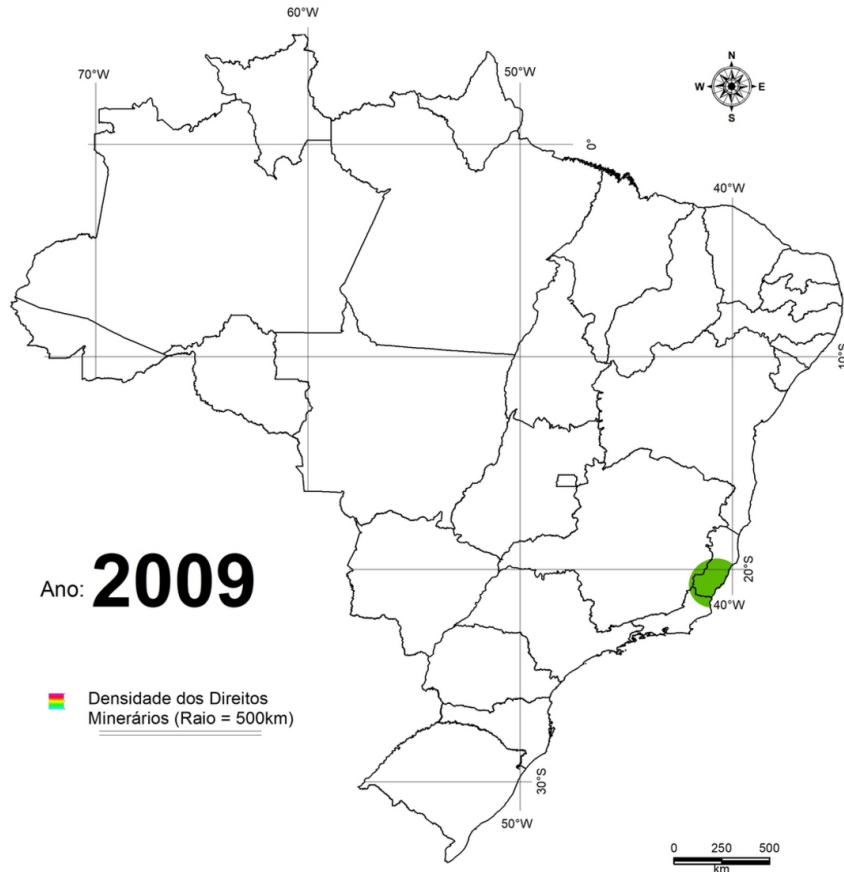 60°W
70°W
50°W
N
W
E
S
0°
40°W
10°S
Ano: 2009
20°S
40°W
Densidade dos Direitos
Minerários (Raio = 500km)
30°S
50°W
0 250 500
km